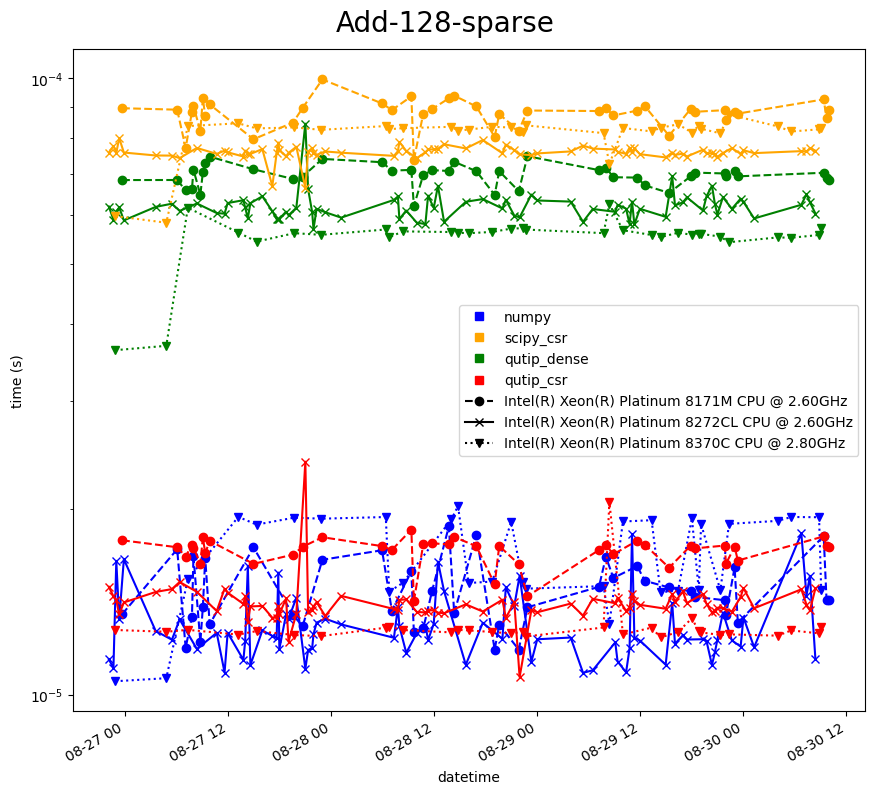 Add-128-sparse
10⁻⁴
time (s)
numpy
scipy_csr
qutip_dense
qutip_csr
Intel(R) Xeon(R) Platinum 8171M CPU @ 2.60GHz
Intel(R) Xeon(R) Platinum 8272CL CPU @ 2.60GHz
Intel(R) Xeon(R) Platinum 8370C CPU @ 2.80GHz
10⁻⁵
08-27 00
08-27 12
08-28 00
08-28 12
08-29 00
08-29 12
08-30 00
08-30 12
datetime